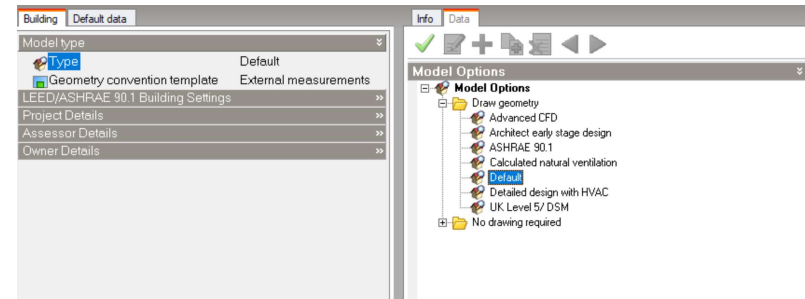 Building Default data
Model type
Type Default
Geometry convention template External measurements
LEED/ASHRAE 90.1 Building Settings
Project Details
Assessor Details
Owner Details
Info Data
Model Options
Model Options
Draw geometry
Advanced CFD
Architect early stage design
ASHRAE 90.1
Calculated natural ventilation
Default
Detailed design with HVAC
UK Level 5/ DSM
No drawing required